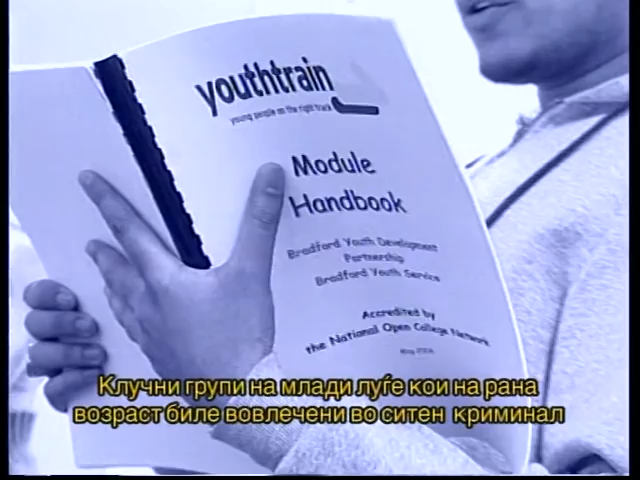 youthtrain
young people on the right track
Module
Handbook
Bradford Youth Development
Partnership
Bradford Youth Service
Accredited by
the National Open College Network
Клучни групи на млади луѓе кои на рана
возраст биле вовлечени во ситен криминал